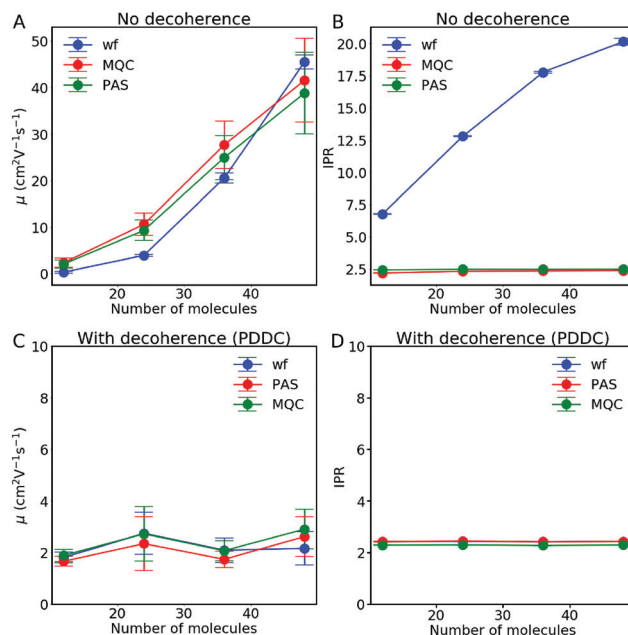 A
No decoherence
wf
MQC
PAS
μ (cm²V⁻¹s⁻¹)
50
40
30
20
10
0
20 30 40
Number of molecules
B
No decoherence
wf
MQC
PAS
IPR
20.0
17.5
15.0
12.5
10.0
7.5
5.0
2.5
20 30 40
Number of molecules
C
With decoherence (PDDC)
wf
PAS
MQC
μ (cm²V⁻¹s⁻¹)
10
8
6
4
2
0
20 30 40
Number of molecules
D
With decoherence (PDDC)
wf
PAS
MQC
IPR
10
8
6
4
2
0
20 30 40
Number of molecules